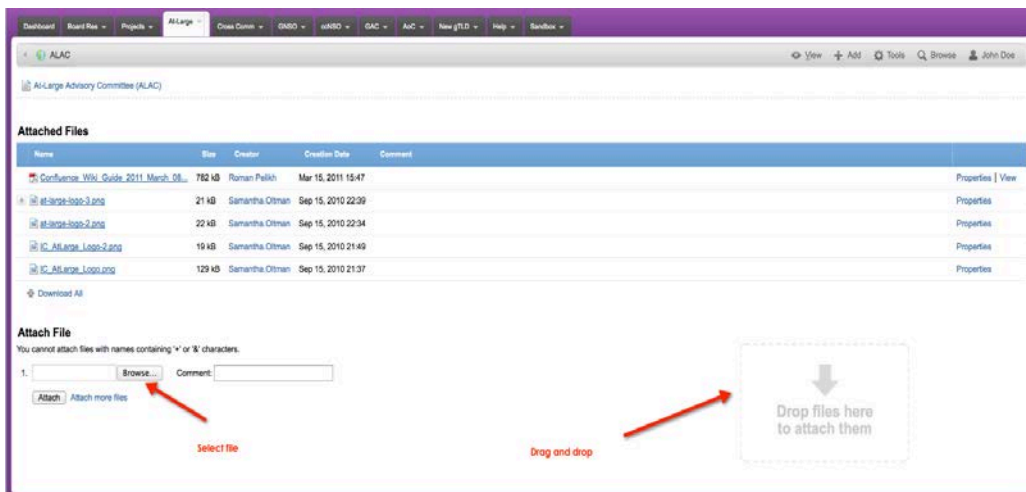 Dashboard Board Res Projects At-Large Cross Comm GNSO ccNSO GAC AoC New gTLD Help Sandbox
ALAC View Add Tools Browse John Doe
At-Large Advisory Committee (ALAC)
Attached Files
Name Size Creator Creation Date Comment
Confluence_Wiki_Guide_2011_March_08... 782 kB Roman Pelikh Mar 15, 2011 15:47 Properties | View
at-large-logo-3.png 21 kB Samantha.Oltman Sep 15, 2010 22:39 Properties
at-large-logo-2.png 22 kB Samantha.Oltman Sep 15, 2010 22:34 Properties
IC_AtLarge_Logo-2.png 19 kB Samantha.Oltman Sep 15, 2010 21:49 Properties
IC_AtLarge_Logo.png 129 kB Samantha.Oltman Sep 15, 2010 21:37 Properties
Download All
Attach File
You cannot attach files with names containing '+' or '&' characters.
1. Browse... Comment:
Attach Attach more files
Select file
Drag and drop
Drop files here
to attach them